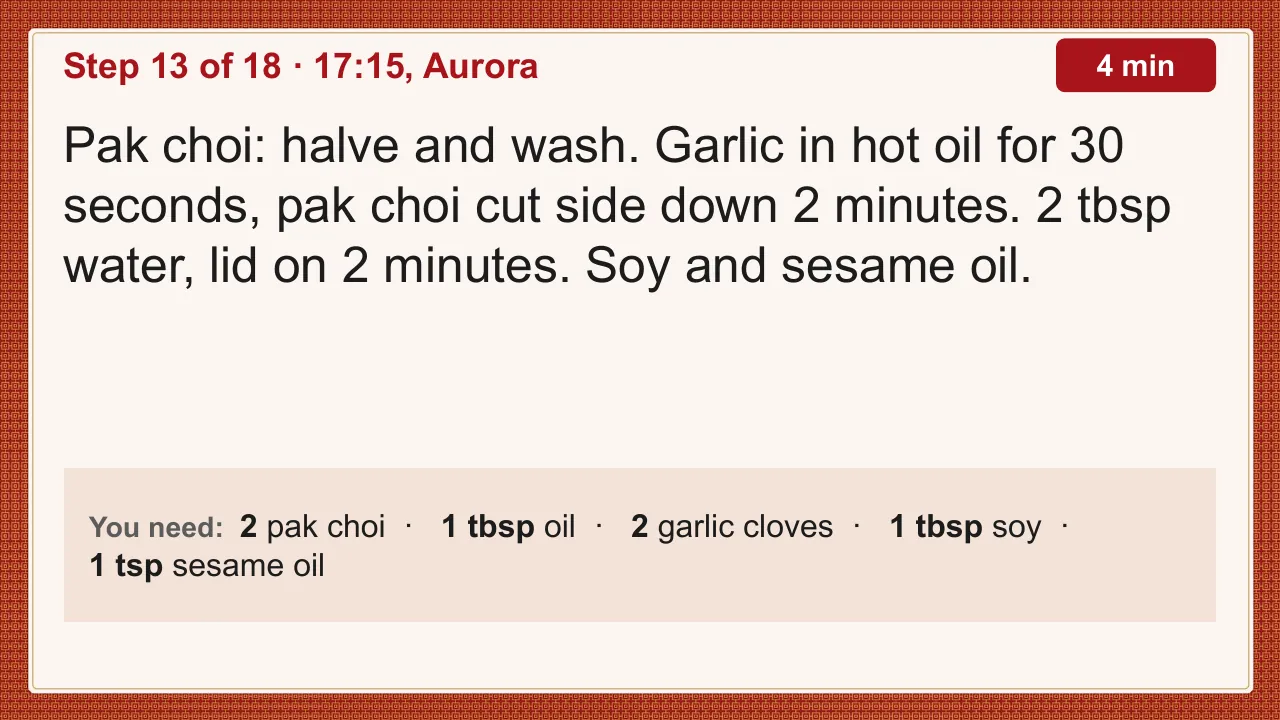 Step 13 of 18 · 17:15, Aurora
4 min
Pak choi: halve and wash. Garlic in hot oil for 30
seconds, pak choi cut side down 2 minutes. 2 tbsp
water, lid on 2 minutes. Soy and sesame oil.
You need: 2 pak choi · 1 tbsp oil · 2 garlic cloves · 1 tbsp soy ·
1 tsp sesame oil